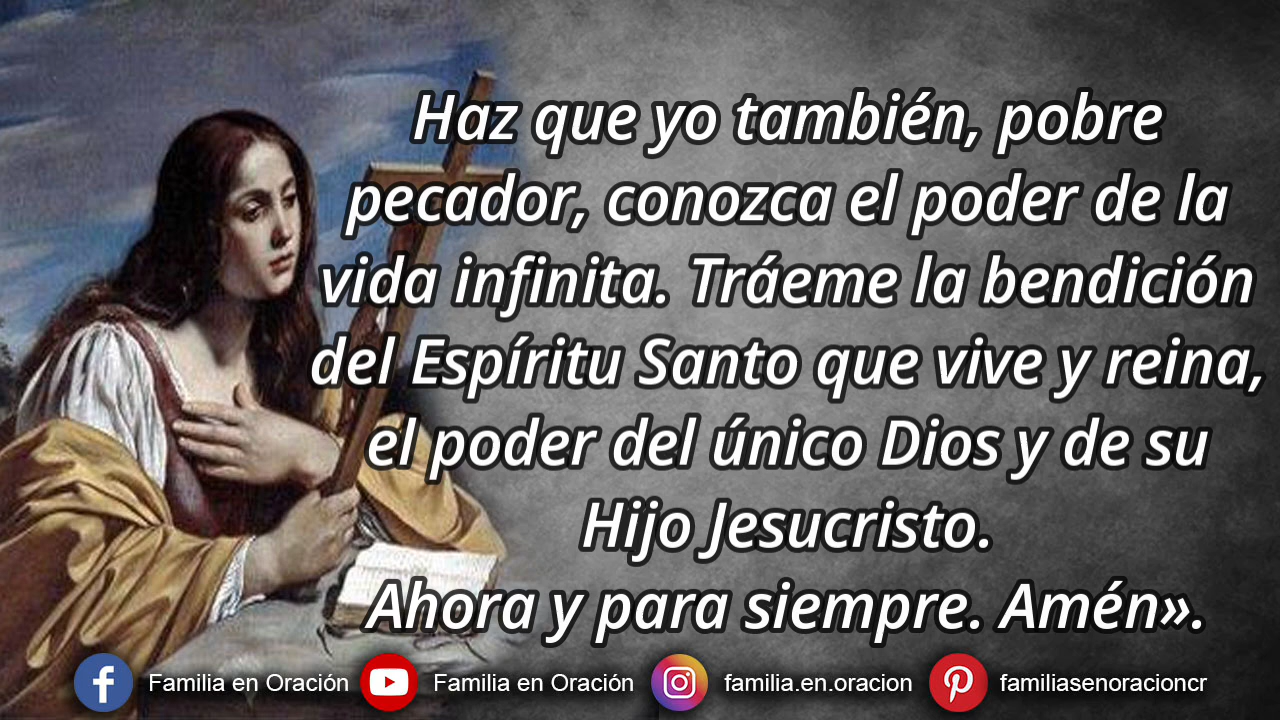 Haz que yo también, pobre
pecador, conozca el poder de la
vida infinita. Tráeme la bendición
del Espíritu Santo que vive y reina,
el poder del único Dios y de su
Hijo Jesucristo.
Ahora y para siempre. Amén».
Familia en Oración Familia en Oración familia.en.oracion familiasenoracioncr